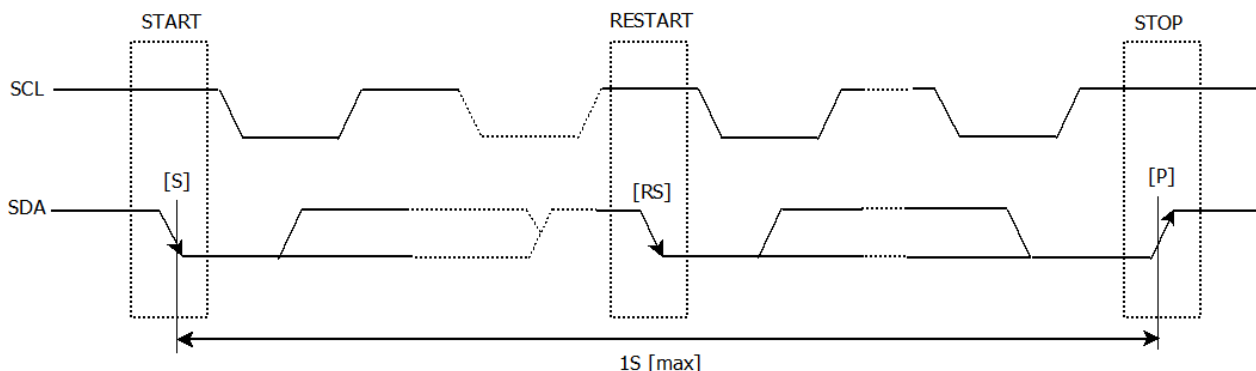 START RESTART STOP
SCL
[S] [RS] [P]
SDA
1S [max]